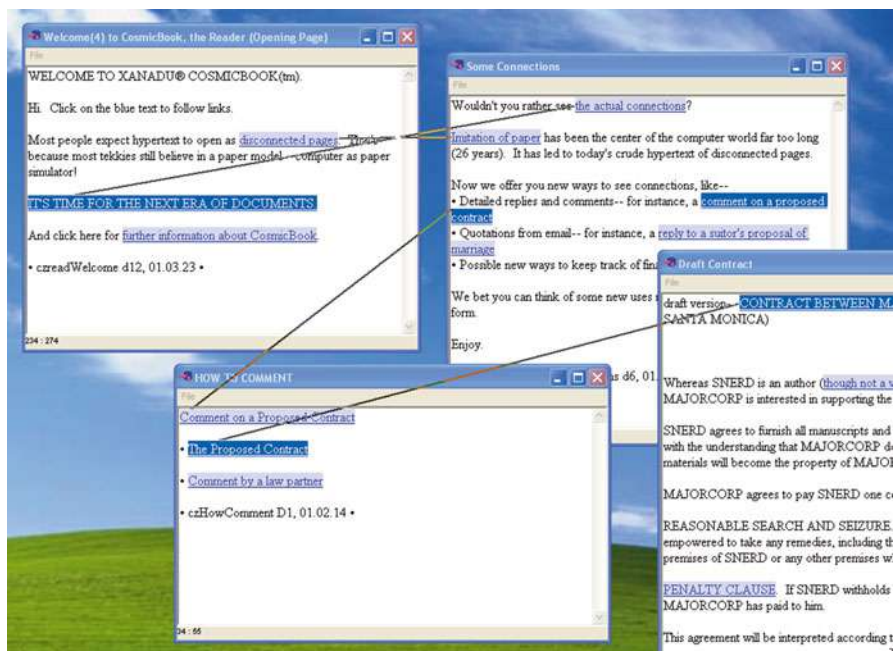 Welcome(4) to CosmicBook, the Reader (Opening Page)
File
WELCOME TO XANADU® COSMICBOOK(tm).
Hi. Click on the blue text to follow links.
Most people expect hypertext to open as disconnected pages.
because most tekkies still believe in a paper model--computer as paper
simulator!
IT'S TIME FOR THE NEXT ERA OF DOCUMENTS.
And click here for further information about CosmicBook.
• czreadWelcome d12, 01.03.23 •
234 : 274
Some Connections
File
Wouldn't you rather see the actual connections?
Imitation of paper has been the center of the computer world far too long
(26 years). It has led to today's crude hypertext of disconnected pages.
Now we offer you new ways to see connections, like--
• Detailed replies and comments-- for instance, a comment on a proposed
contract
• Quotations from email-- for instance, a reply to a suitor's proposal of
marriage
• Possible new ways to keep track of
We bet you can think of some new uses
form.
Enjoy.
d6, 01.
HOW TO COMMENT
File
Comment on a Proposed Contract
• The Proposed Contract
• Comment by a law partner
• czHowComment D1, 01.02.14 •
34 : 65
Draft Contract
File
draft version-- CONTRACT BETWEEN
SANTA MONICA)
Whereas SNERD is an author (though not a
MAJORCORP is interested in supporting the
SNERD agrees to furnish all manuscripts and
with the understanding that MAJORCORP
materials will become the property of
MAJORCORP agrees to pay SNERD one
REASONABLE SEARCH AND SEIZURE.
empowered to take any remedies, including
premises of SNERD or any other premises
PENALTY CLAUSE. If SNERD withholds
MAJORCORP has paid to him.
This agreement will be interpreted according